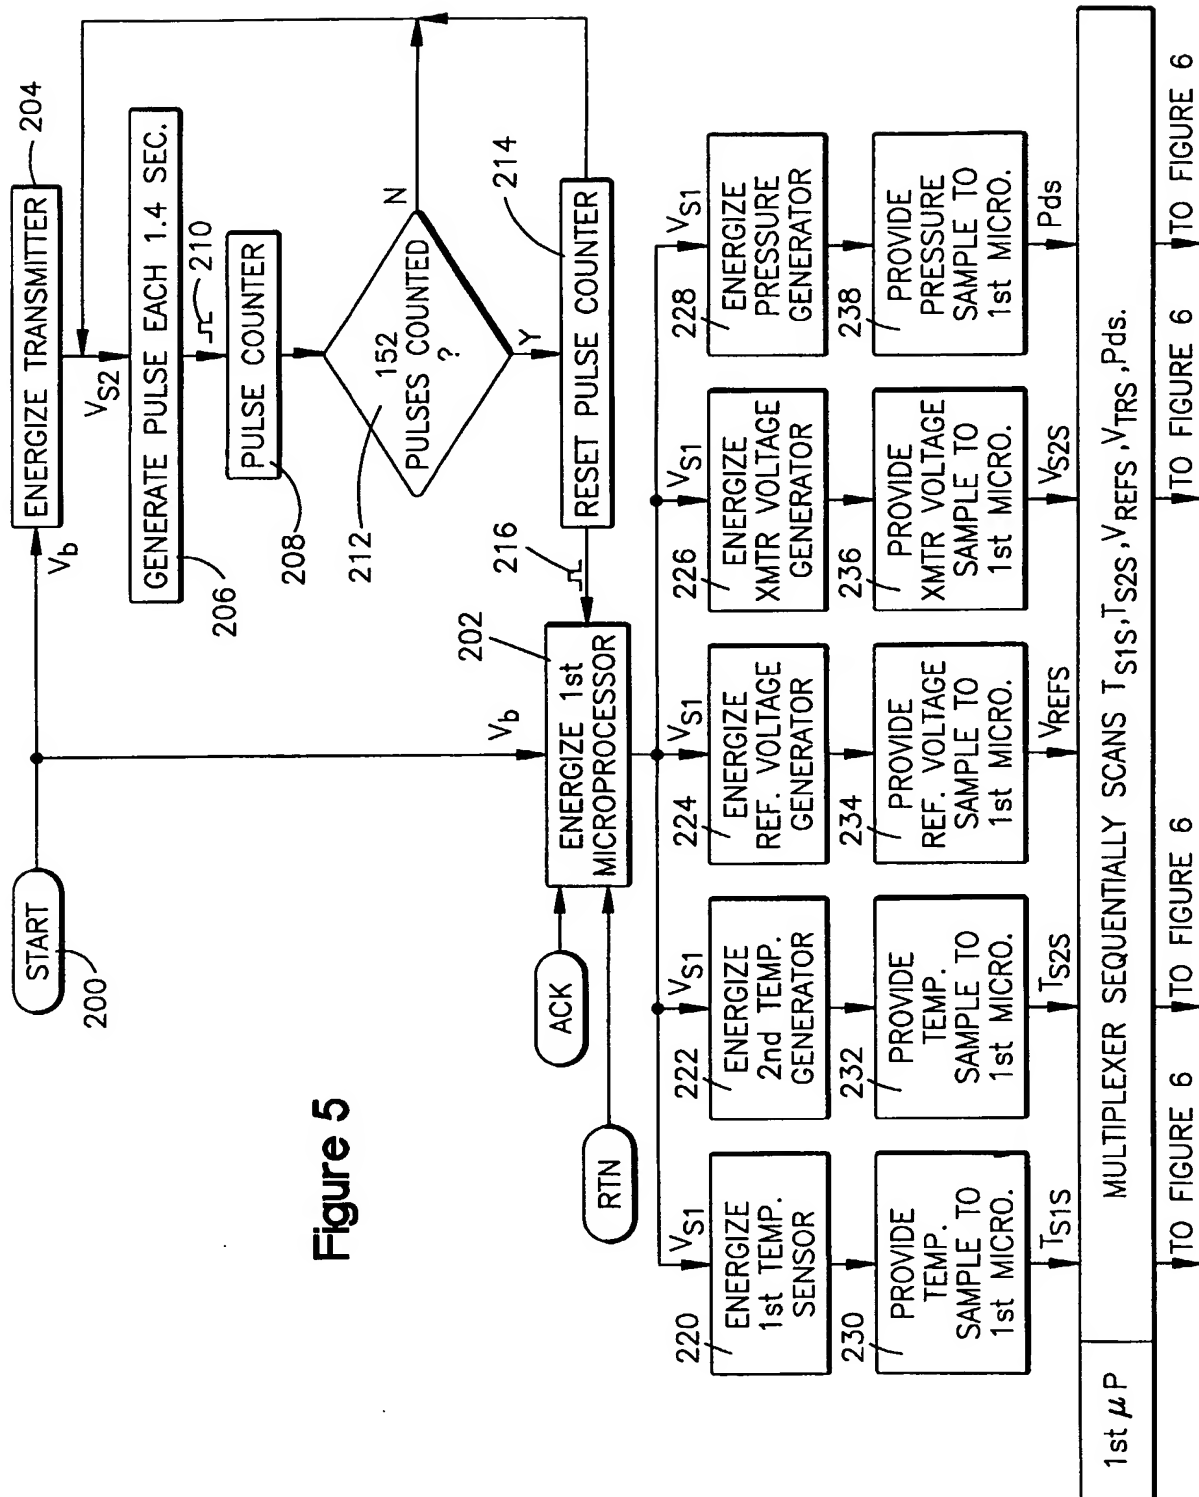 START
200
V_b
ENERGIZE TRANSMITTER
204
V_S2
GENERATE PULSE EACH 1.4 SEC.
206
210
PULSE COUNTER
208
152
PULSES COUNTED
?
212
N
Y
RESET PULSE COUNTER
214
216
V_b
202
ENERGIZE 1st
MICROPROCESSOR
ACK
RTN
Figure 5
V_S1
220
ENERGIZE
1st TEMP.
SENSOR
V_S1
222
ENERGIZE
2nd TEMP.
GENERATOR
V_S1
224
ENERGIZE
REF. VOLTAGE
GENERATOR
V_S1
226
ENERGIZE
XMTR VOLTAGE
GENERATOR
V_S1
228
ENERGIZE
PRESSURE
GENERATOR
230
PROVIDE
TEMP.
SAMPLE TO
1st MICRO.
232
PROVIDE
TEMP.
SAMPLE TO
1st MICRO.
234
PROVIDE
REF. VOLTAGE
SAMPLE TO
1st MICRO.
236
PROVIDE
XMTR VOLTAGE
SAMPLE TO
1st MICRO.
238
PROVIDE
PRESSURE
SAMPLE TO
1st MICRO.
T_S1S
T_S2S
V_REFS
V_S2S
Pds
1st μP
MULTIPLEXER SEQUENTIALLY SCANS T_S1S, T_S2S, V_REFS, V_TRS, Pds.
TO FIGURE 6
TO FIGURE 6
TO FIGURE 6
TO FIGURE 6